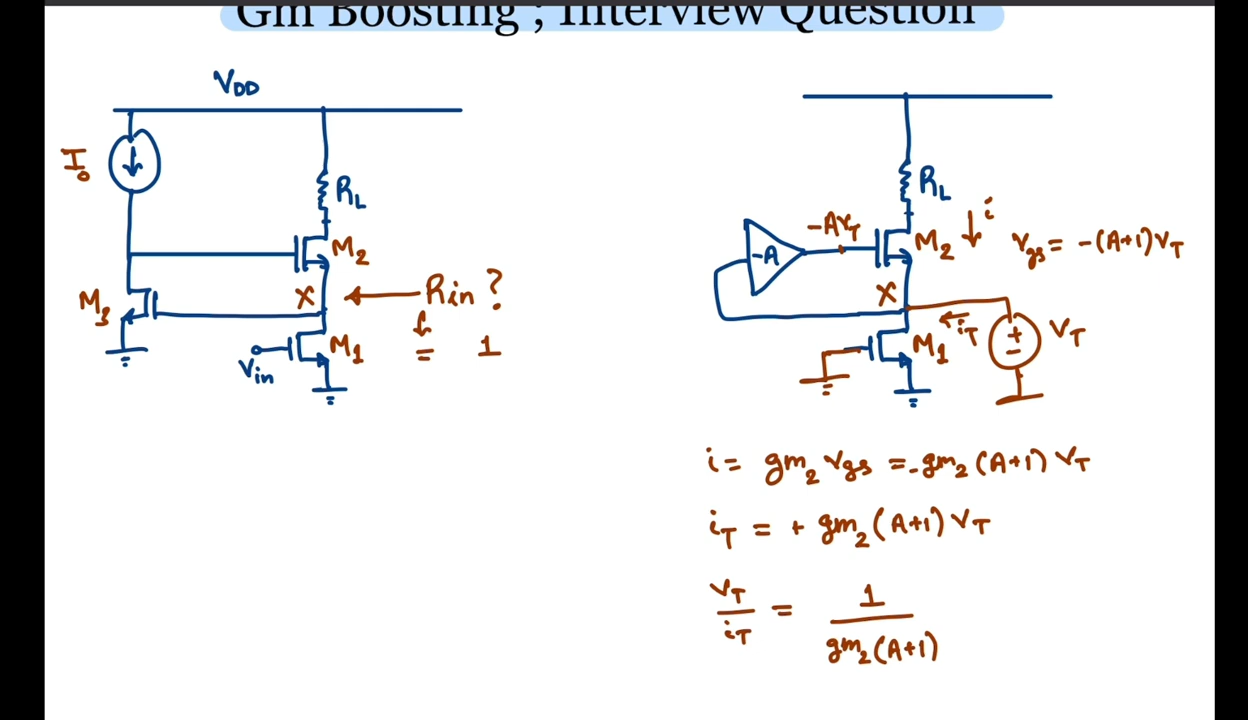 Gm Boosting ; Interview Question
VDD
I₀
RL
M2
M3
X
Rin ?
= 1
Vin
M1
RL
i
-AvT
-A
M2
vgs = -(A+1)vT
X
iT
+
-
vT
M1
i = gm2 vgs = -gm2 (A+1) vT
iT = + gm2 (A+1) vT
vT / iT = 1 / gm2 (A+1)